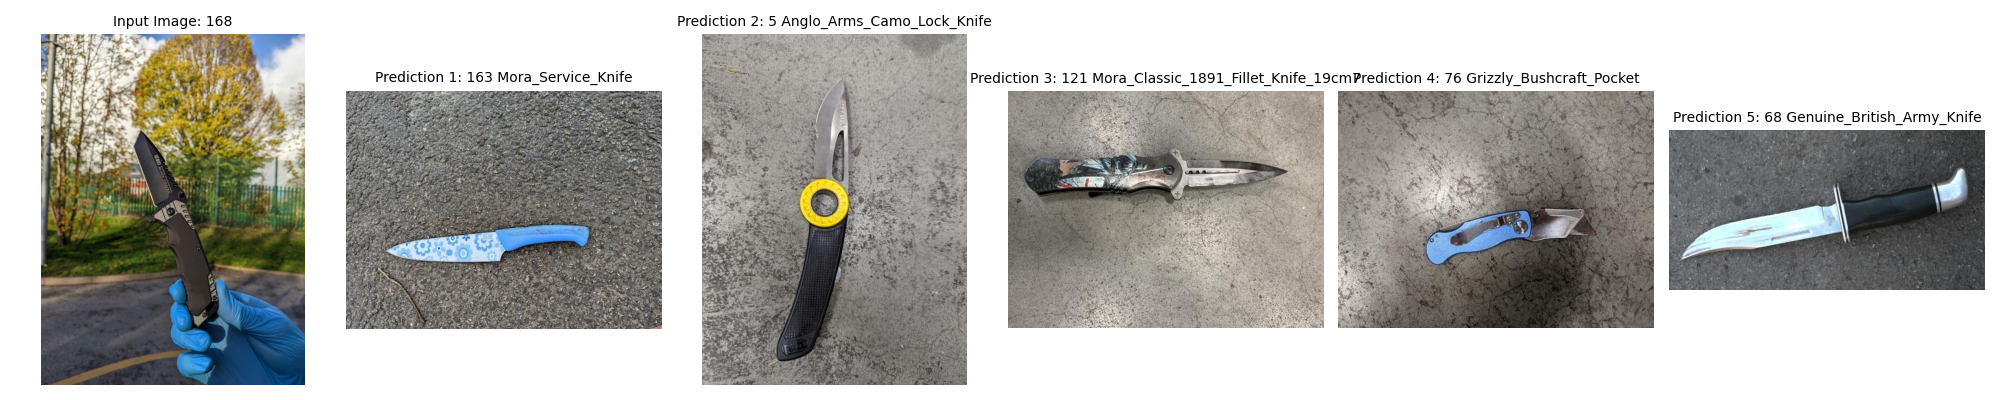 Input Image: 168
Prediction 1: 163 Mora_Service_Knife
Prediction 2: 5 Anglo_Arms_Camo_Lock_Knife
Prediction 3: 121 Mora_Classic_1891_Fillet_Knife_19cm?
Prediction 4: 76 Grizzly_Bushcraft_Pocket
Prediction 5: 68 Genuine_British_Army_Knife